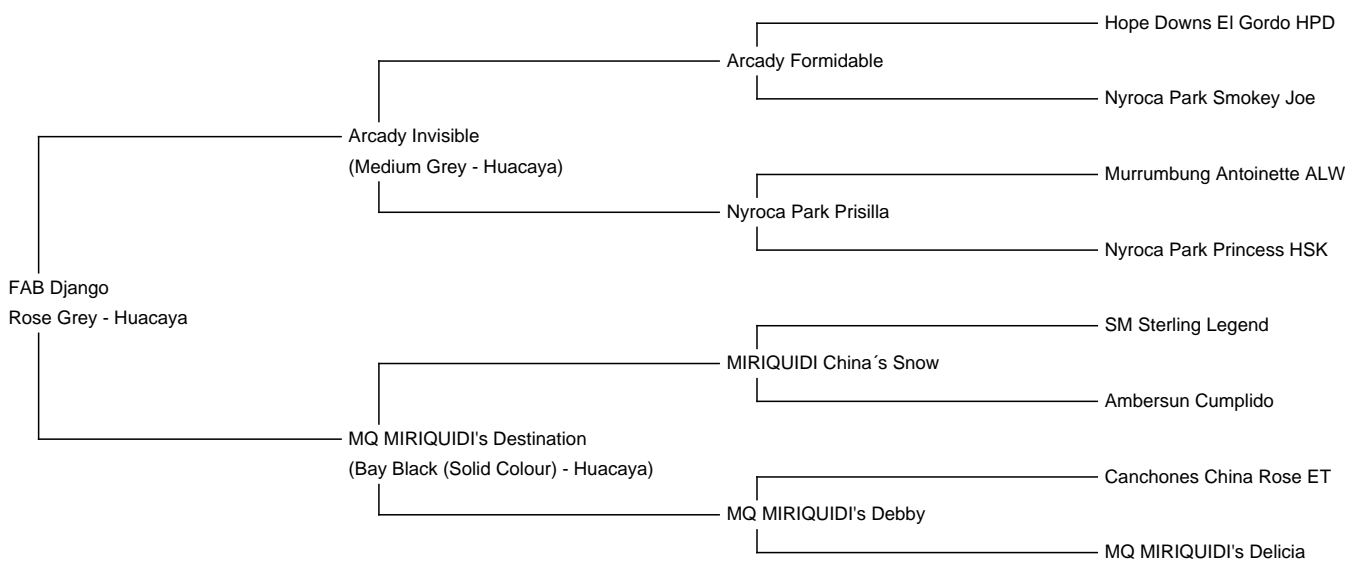 Hope Downs El Gordo HPD
Arcady Formidable
Nyroca Park Smokey Joe
Arcady Invisible
(Medium Grey - Huacaya)
Murrumbung Antoinette ALW
Nyroca Park Prisilla
Nyroca Park Princess HSK
FAB Django
Rose Grey - Huacaya
SM Sterling Legend
MIRIQUIDI China´s Snow
Ambersun Cumplido
MQ MIRIQUIDI's Destination
(Bay Black (Solid Colour) - Huacaya)
Canchones China Rose ET
MQ MIRIQUIDI's Debby
MQ MIRIQUIDI's Delicia